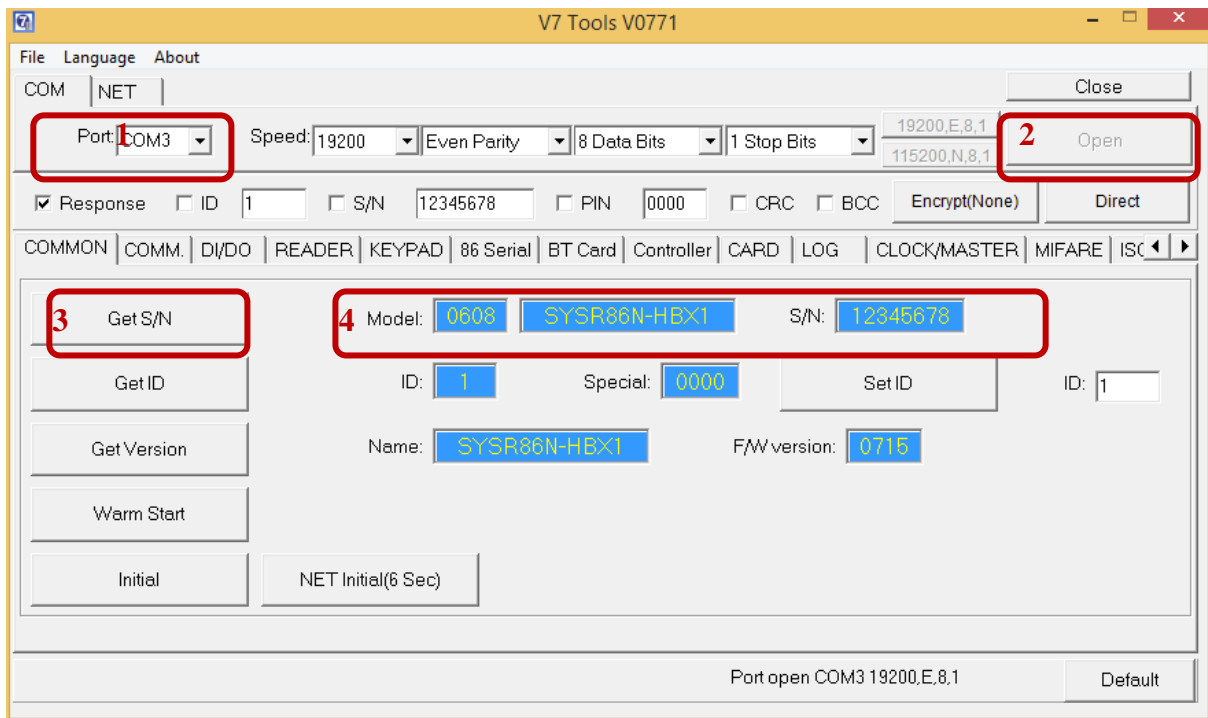 V7 Tools V0771
File Language About
COM NET Close
Port: 1 COM3 Speed: 19200 Even Parity 8 Data Bits 1 Stop Bits 19200,E,8,1 2 Open
115200,N,8,1
Response ID 1 S/N 12345678 PIN 0000 CRC BCC Encrypt(None) Direct
COMMON COMM. DI/DO READER KEYPAD 86 Serial BT Card Controller CARD LOG CLOCK/MASTER MIFARE ISO
3 Get S/N 4 Model: 0608 SYSR86N-HBX1 S/N: 12345678
Get ID ID: 1 Special: 0000 Set ID ID: 1
Get Version Name: SYSR86N-HBX1 F/W version: 0715
Warm Start
Initial NET Initial(6 Sec)
Port open COM3 19200,E,8,1 Default